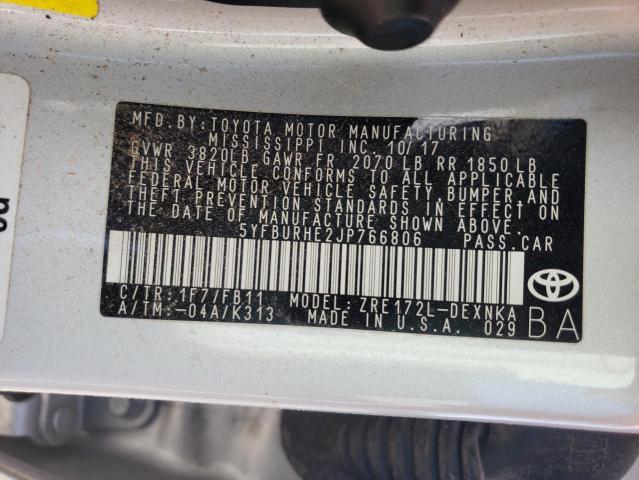 MFD.BY:TOYOTA MOTOR MANUFACTURING
MISSISSIPPI INC. 10/17
GVWR 3820LB GAWR FR 2070LB RR 1850LB
THIS VEHICLE CONFORMS TO ALL APPLICABLE
FEDERAL MOTOR VEHICLE SAFETY,BUMPER,AND
THEFT PREVENTION STANDARDS IN EFFECT ON
THE DATE OF MANUFACTURE SHOWN ABOVE.
5YFBURHE2JP766806 PASS.CAR
C/TR:1F7/FB11 MODEL:ZRE172L-DEXNKA
A/TM:-04A/K313 MADE IN U.S.A. 029
BA